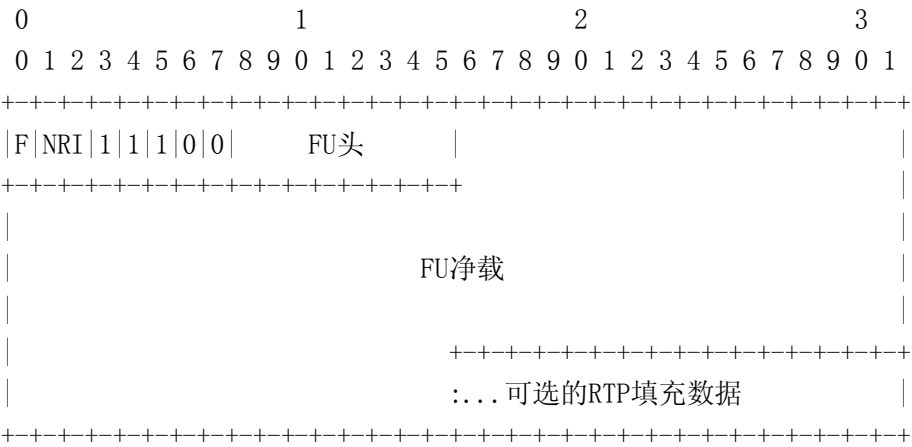 0                   1                   2                   3
0 1 2 3 4 5 6 7 8 9 0 1 2 3 4 5 6 7 8 9 0 1 2 3 4 5 6 7 8 9 0 1
+-+-+-+-+-+-+-+-+-+-+-+-+-+-+-+-+-+-+-+-+-+-+-+-+-+-+-+-+-+-+-+-+
|F|NRI|1|1|1|0|0|     FU头      |                               |
+-+-+-+-+-+-+-+-+-+-+-+-+-+-+-+-+                               |
|                                                               |
|                             FU净载                            |
|                                                               |
|                               +-+-+-+-+-+-+-+-+-+-+-+-+-+-+-+-+
|                               :...可选的RTP填充数据           |
+-+-+-+-+-+-+-+-+-+-+-+-+-+-+-+-+-+-+-+-+-+-+-+-+-+-+-+-+-+-+-+-+